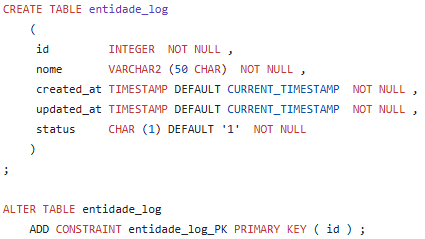 CREATE TABLE entidade_log
(
id INTEGER NOT NULL ,
nome VARCHAR2 (50 CHAR) NOT NULL ,
created_at TIMESTAMP DEFAULT CURRENT_TIMESTAMP NOT NULL ,
updated_at TIMESTAMP DEFAULT CURRENT_TIMESTAMP NOT NULL ,
status CHAR (1) DEFAULT '1' NOT NULL
)
;
ALTER TABLE entidade_log
ADD CONSTRAINT entidade_log_PK PRIMARY KEY ( id ) ;